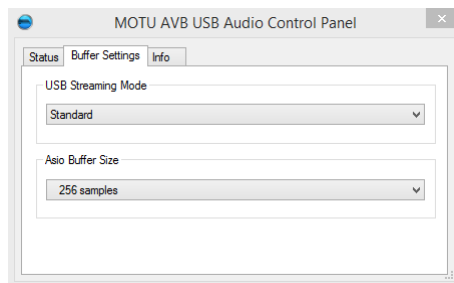 MOTU AVB USB Audio Control Panel
Status Buffer Settings Info
USB Streaming Mode
Standard
Asio Buffer Size
256 samples